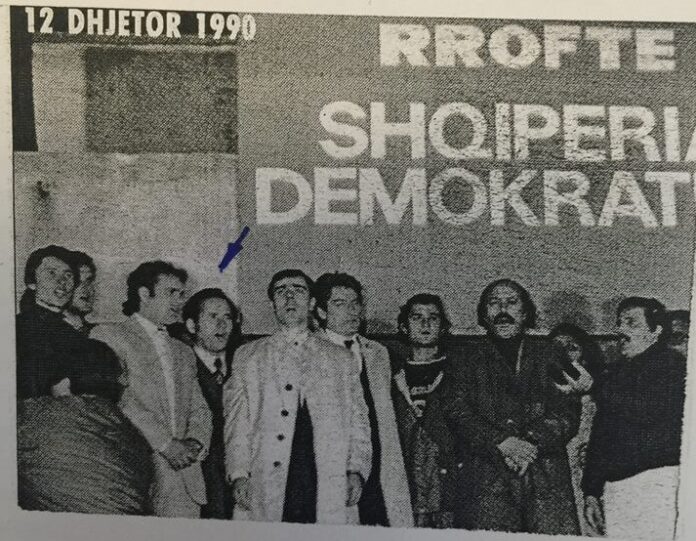 12 DHJETOR 1990
RROFTE
SHQIPERIA
DEMOKRAT